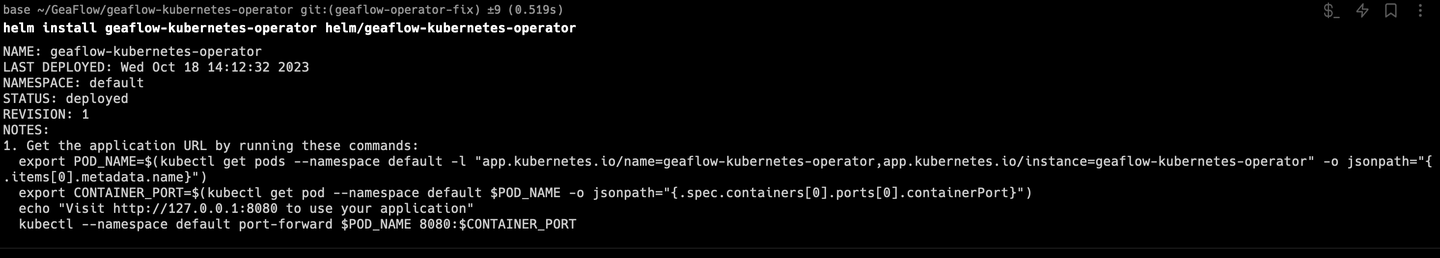 base ~/GeaFlow/geaflow-kubernetes-operator git:(geaflow-operator-fix) ±9 (0.519s)
$_
helm install geaflow-kubernetes-operator helm/geaflow-kubernetes-operator
NAME: geaflow-kubernetes-operator
LAST DEPLOYED: Wed Oct 18 14:12:32 2023
NAMESPACE: default
STATUS: deployed
REVISION: 1
NOTES:
1. Get the application URL by running these commands:
  export POD_NAME=$(kubectl get pods --namespace default -l "app.kubernetes.io/name=geaflow-kubernetes-operator,app.kubernetes.io/instance=geaflow-kubernetes-operator" -o jsonpath="{
.items[0].metadata.name}")
  export CONTAINER_PORT=$(kubectl get pod --namespace default $POD_NAME -o jsonpath="{.spec.containers[0].ports[0].containerPort}")
  echo "Visit http://127.0.0.1:8080 to use your application"
  kubectl --namespace default port-forward $POD_NAME 8080:$CONTAINER_PORT